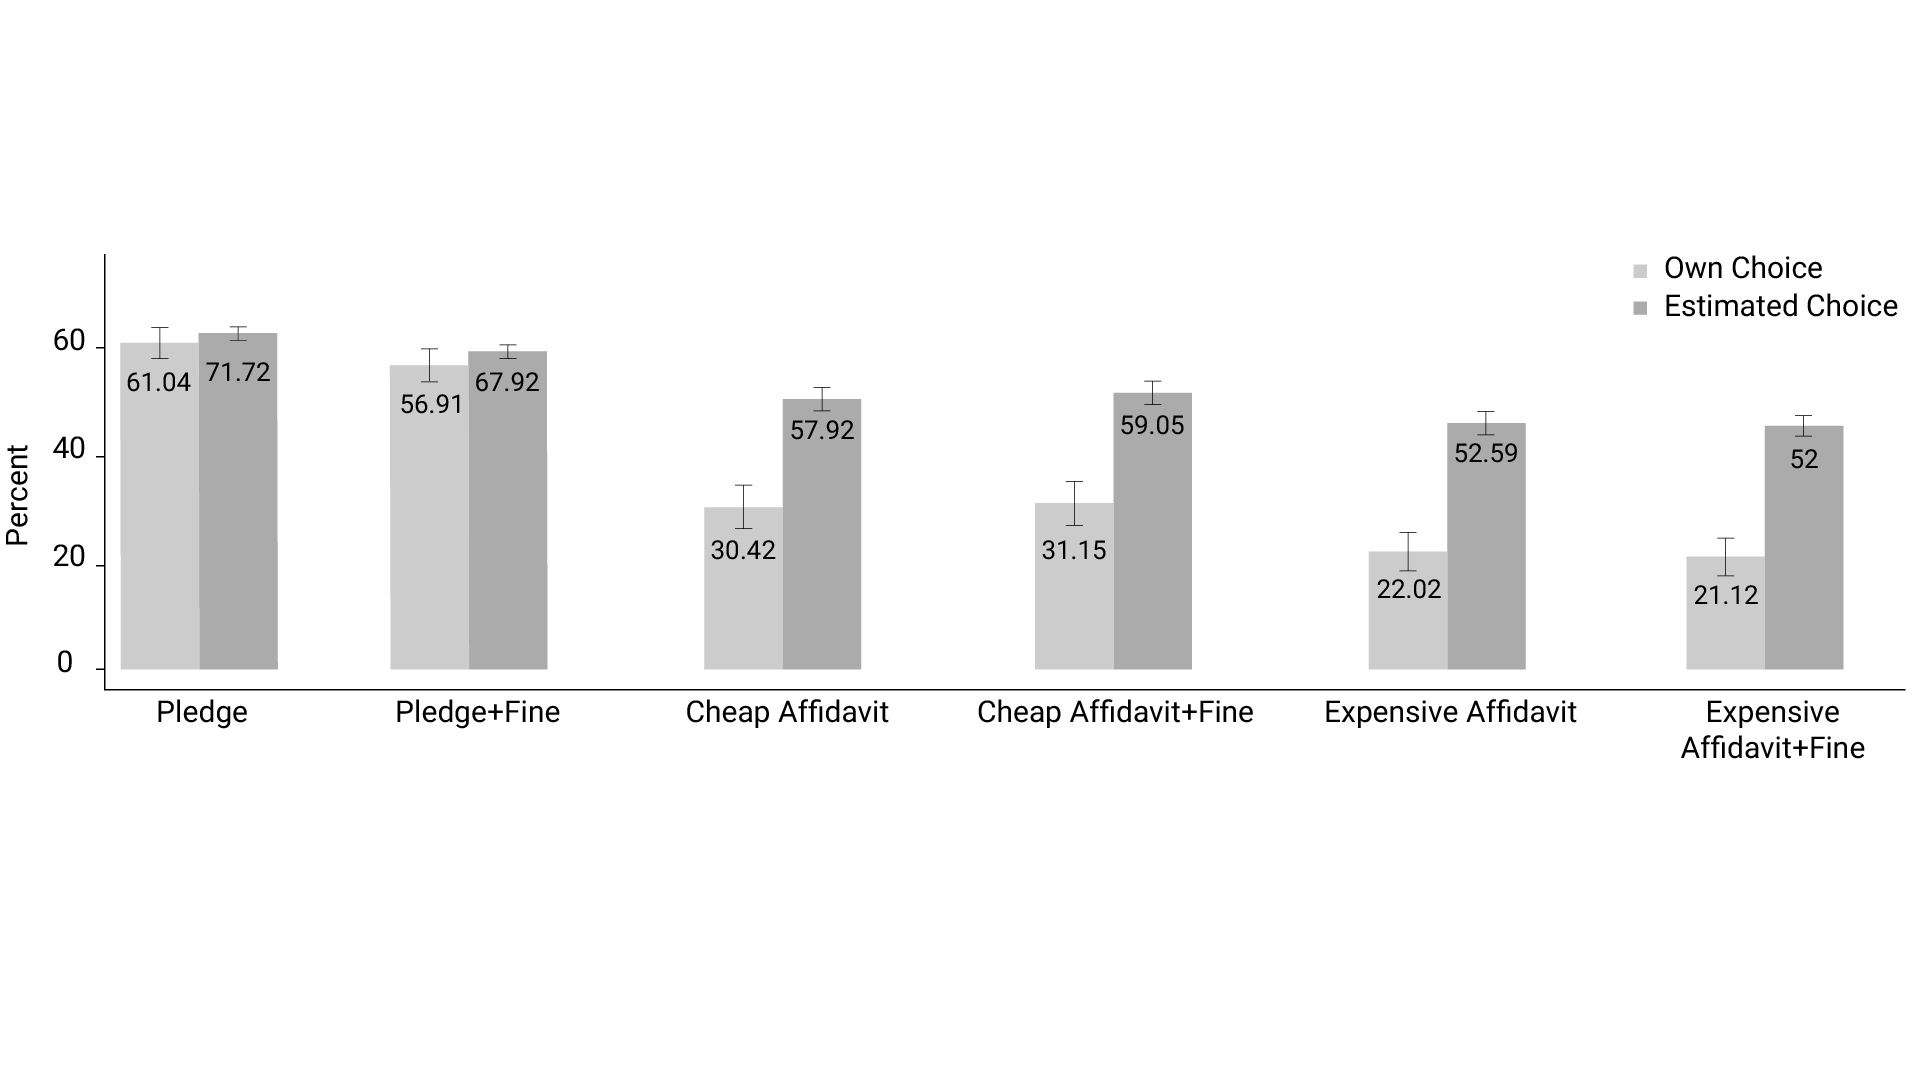 Own Choice
Estimated Choice
60
40
20
0
Percent
61.04
71.72
56.91
67.92
30.42
57.92
31.15
59.05
22.02
52.59
21.12
52
Pledge
Pledge+Fine
Cheap Affidavit
Cheap Affidavit+Fine
Expensive Affidavit
Expensive
Affidavit+Fine